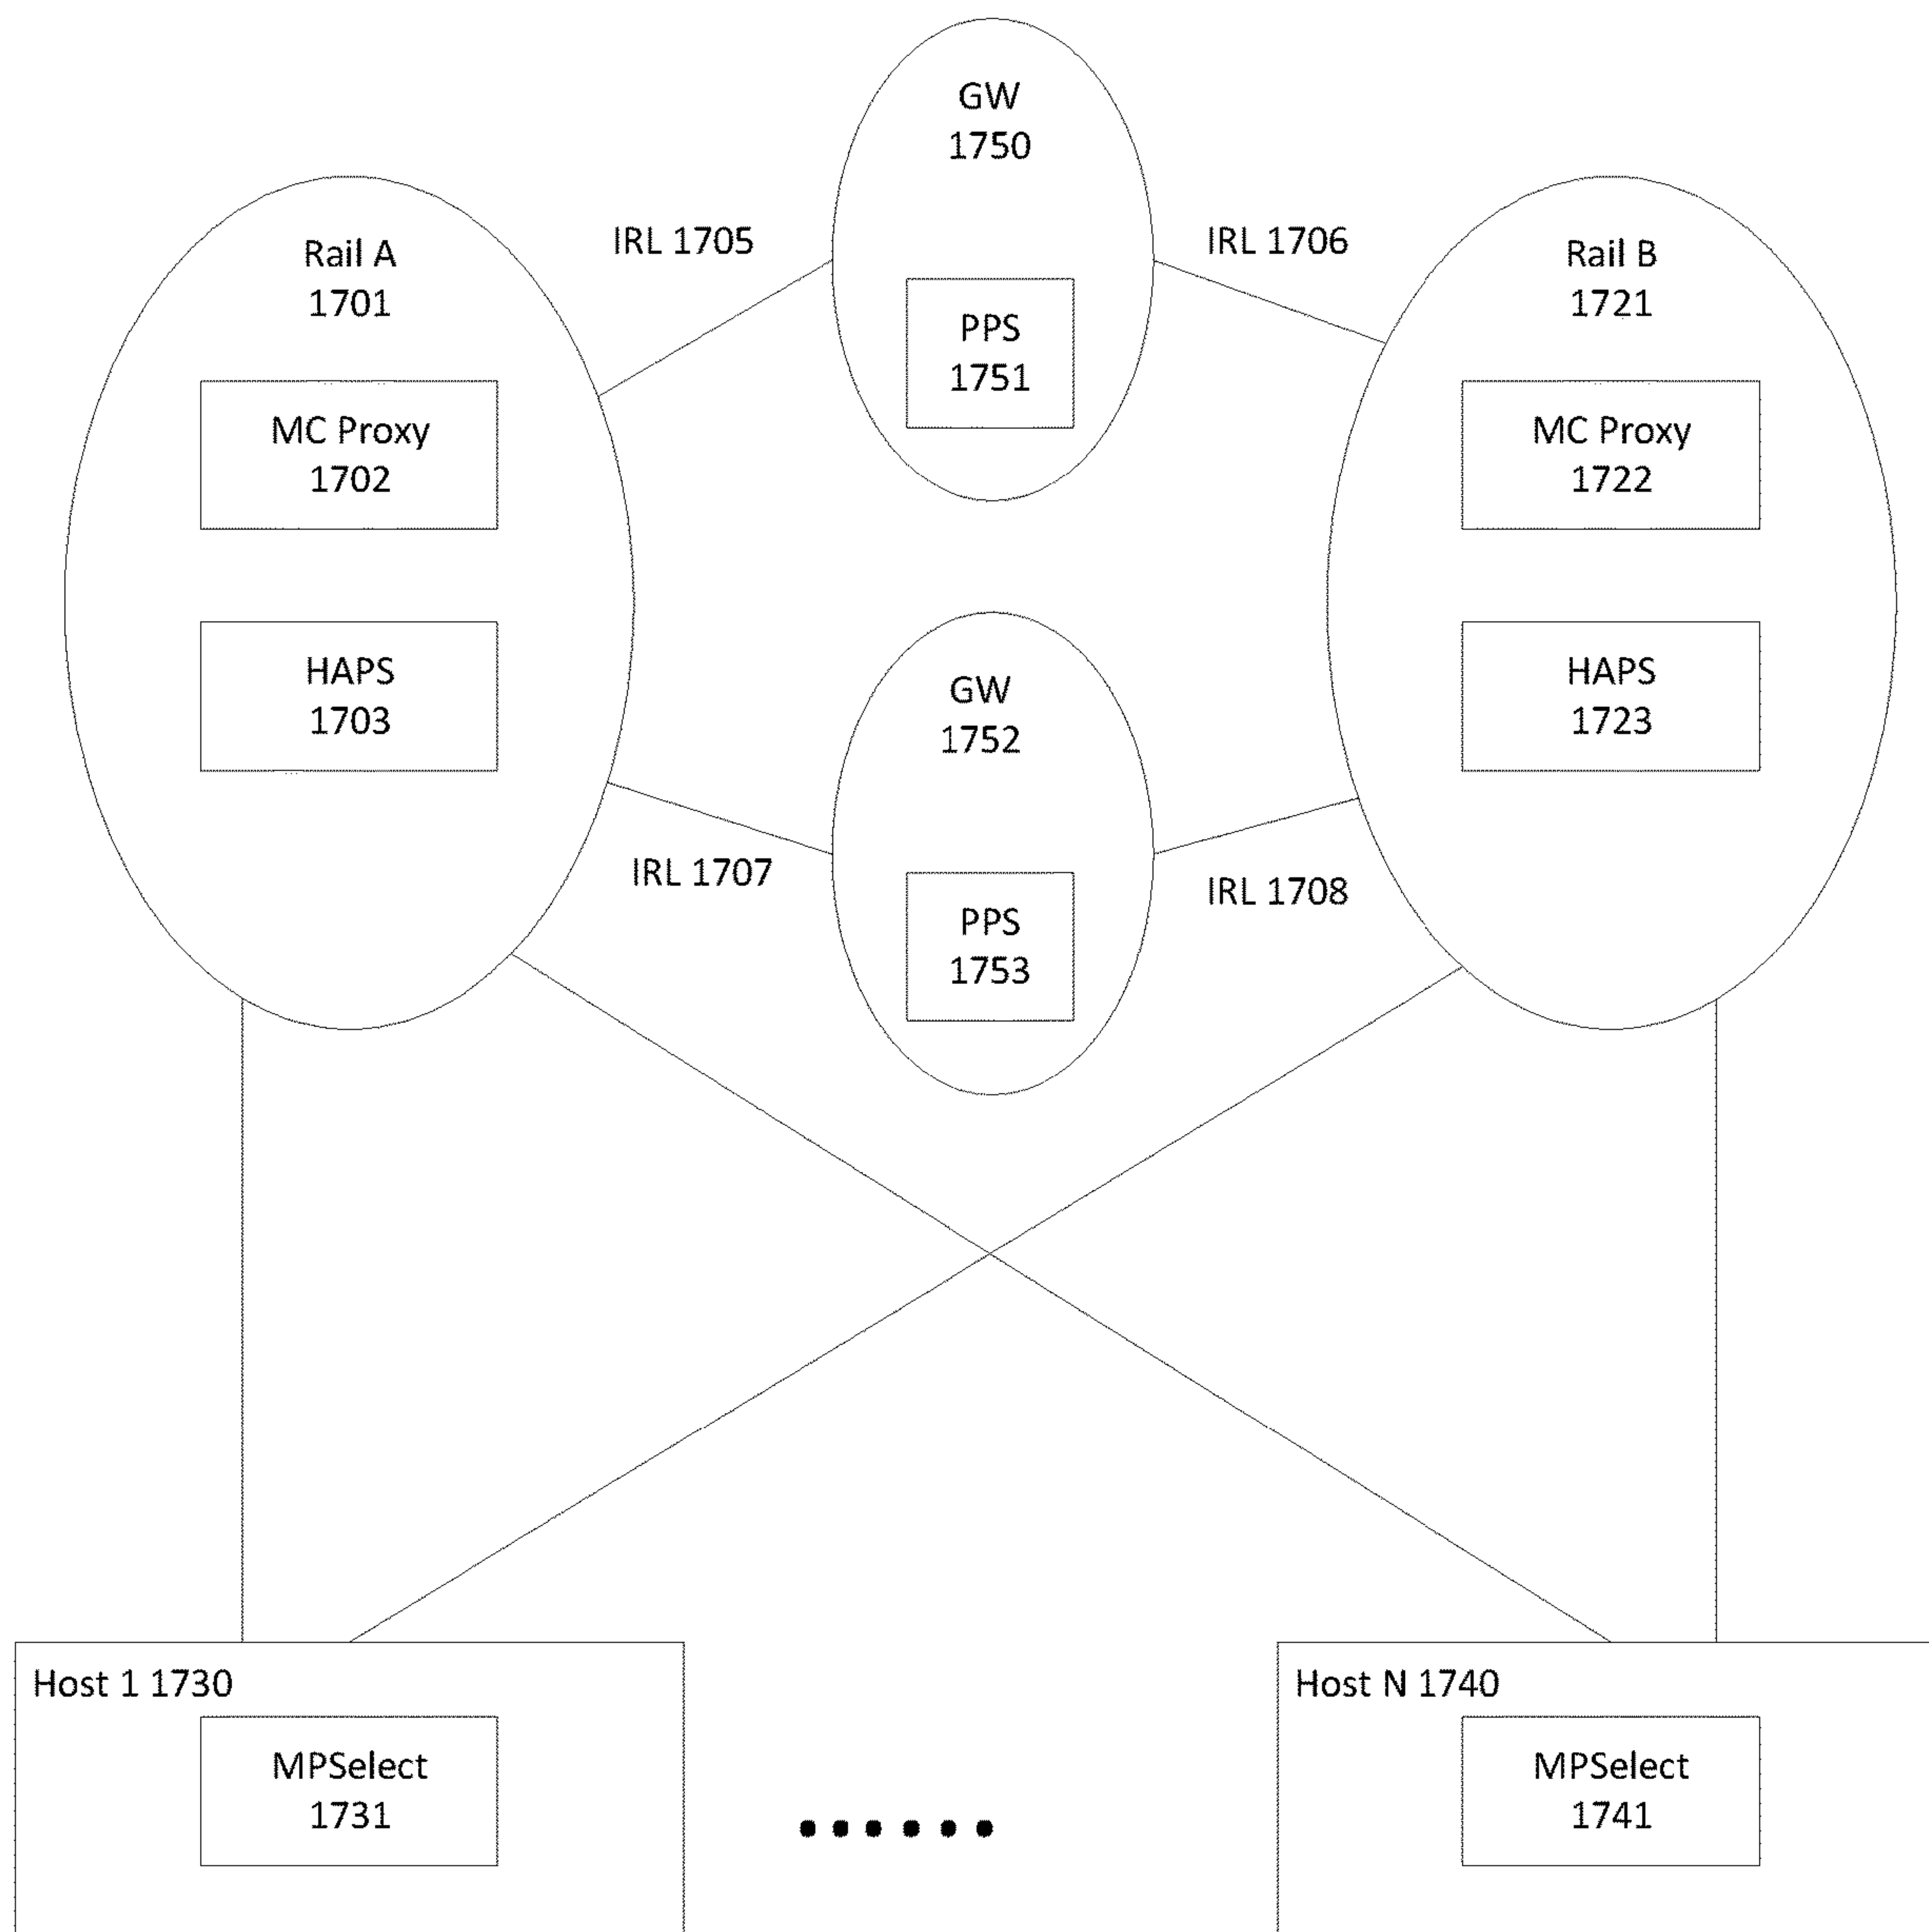 GW
1750
IRL 1705
IRL 1706
Rail A
1701
Rail B
1721
PPS
1751
MC Proxy
1702
MC Proxy
1722
HAPS
1703
GW
1752
HAPS
1723
IRL 1707
IRL 1708
PPS
1753
Host 1 1730
Host N 1740
MPSelect
1731
MPSelect
1741